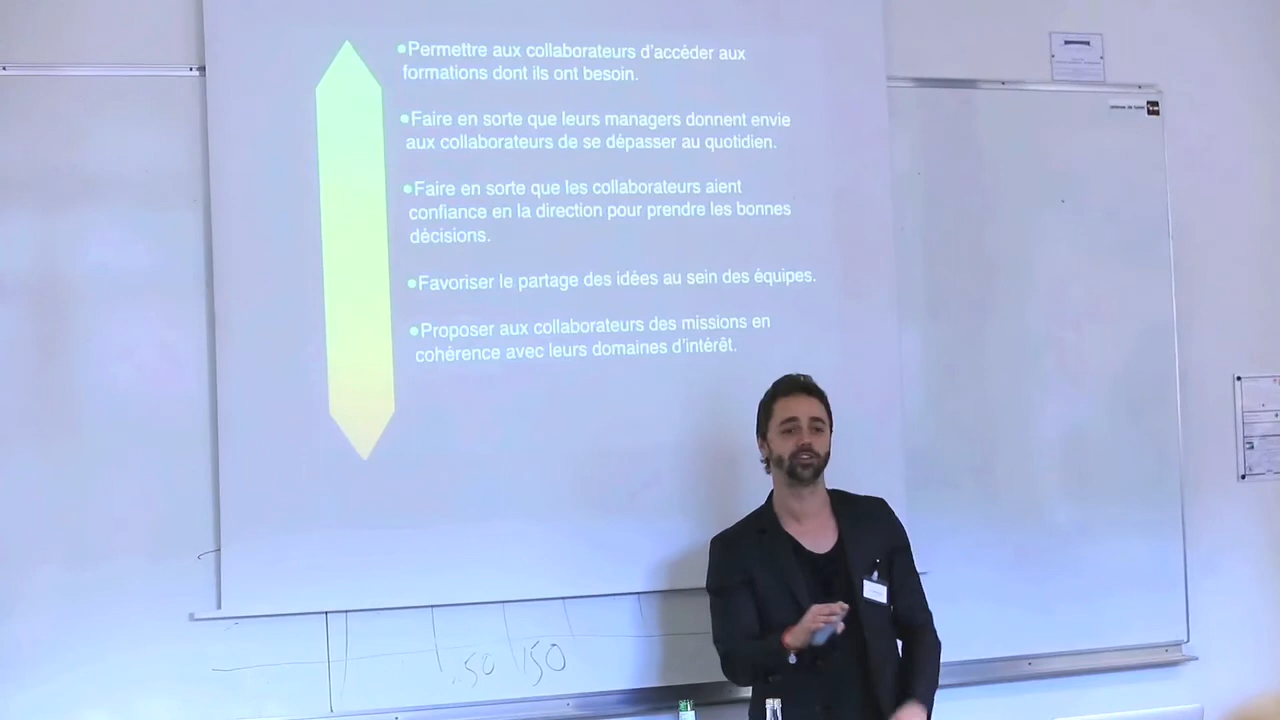 •Permettre aux collaborateurs d'accéder aux
formations dont ils ont besoin.
•Faire en sorte que leurs managers donnent envie
aux collaborateurs de se dépasser au quotidien.
•Faire en sorte que les collaborateurs aient
confiance en la direction pour prendre les bonnes
décisions.
•Favoriser le partage des idées au sein des équipes.
•Proposer aux collaborateurs des missions en
cohérence avec leurs domaines d'intérêt.
50 150